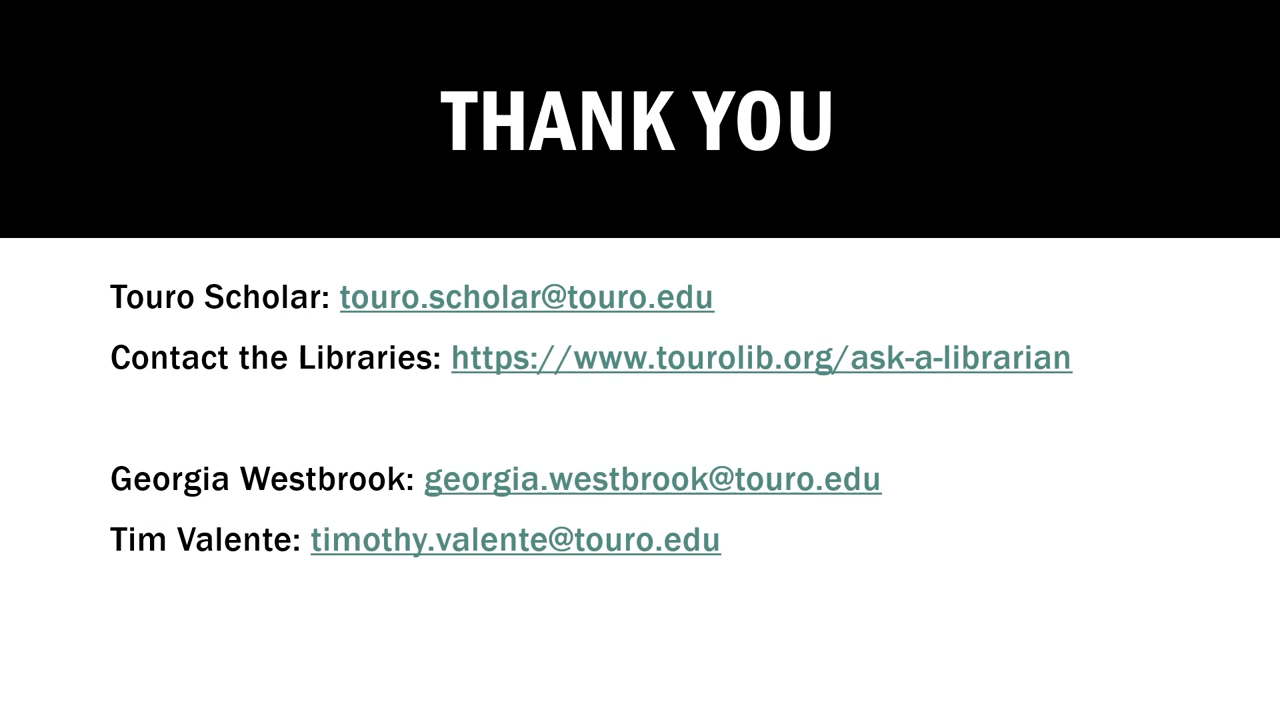 THANK YOU
Touro Scholar: touro.scholar@touro.edu
Contact the Libraries: https://www.tourolib.org/ask-a-librarian
Georgia Westbrook: georgia.westbrook@touro.edu
Tim Valente: timothy.valente@touro.edu